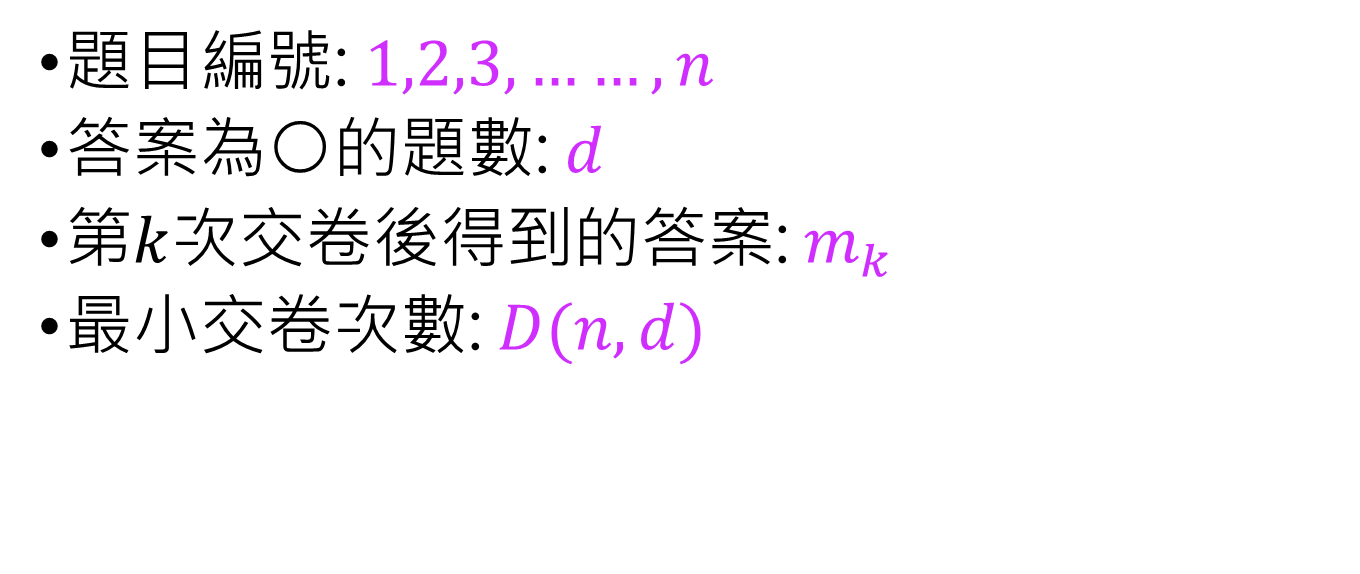 •題目編號: 1,2,3, … … , n
•答案為○的題數: d
•第k次交卷後得到的答案: mₖ
•最小交卷次數: D(n, d)